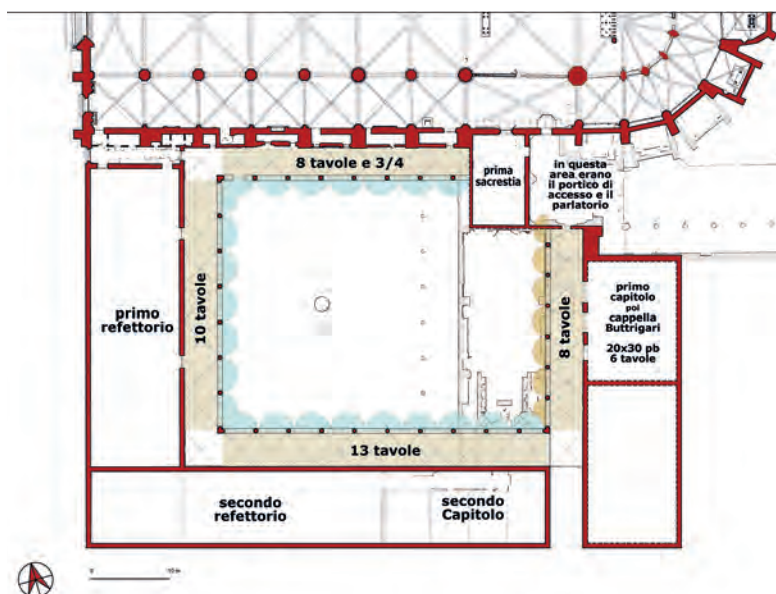 8 tavole e 3/4
prima
sacrestia
in questa
area erano
il portico di
accesso e il
parlatorio
primo
refettorio
10 tavole
8 tavole
primo
capitolo
poi
cappella
Buttrigari
20x30 pb
6 tavole
13 tavole
secondo
refettorio
secondo
Capitolo
0